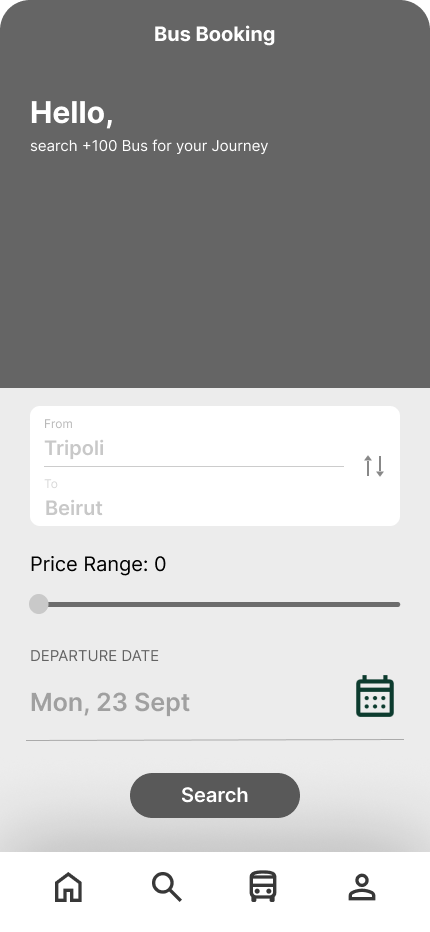 Bus Booking
Hello,
search +100 Bus for your Journey
From
Tripoli
To
Beirut
Price Range: 0
DEPARTURE DATE
Mon, 23 Sept
Search